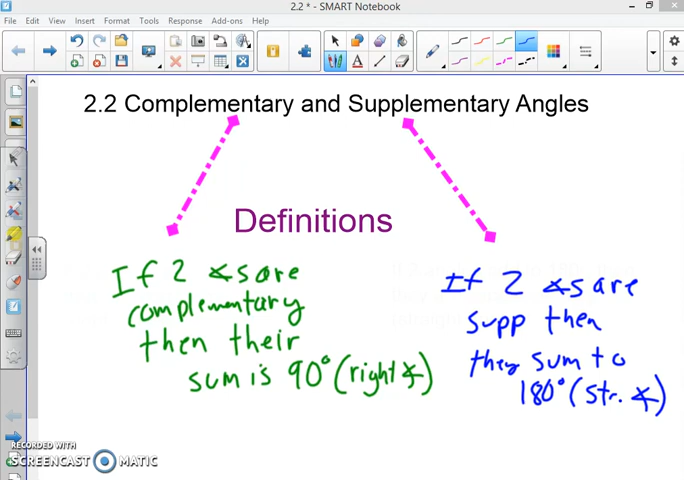 2.2 * - SMART Notebook
File Edit View Insert Format Tools Response Add-ons Help
2.2 Complementary and Supplementary Angles
Definitions
If 2 ∡s are
complementary
then their
sum is 90° (right ∡)
If 2 ∡s are
supp then
they sum to
180° (str. ∡)
RECORDED WITH
SCREENCAST MATIC